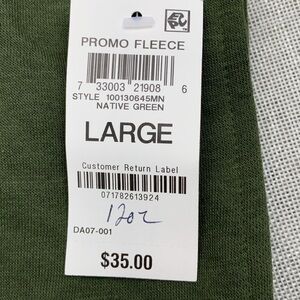 PROMO FLEECE
7 33003 21908 6
STYLE 100130645MN
NATIVE GREEN
LARGE
Customer Return Label
071782613924
12oz
DA07-001
$35.00